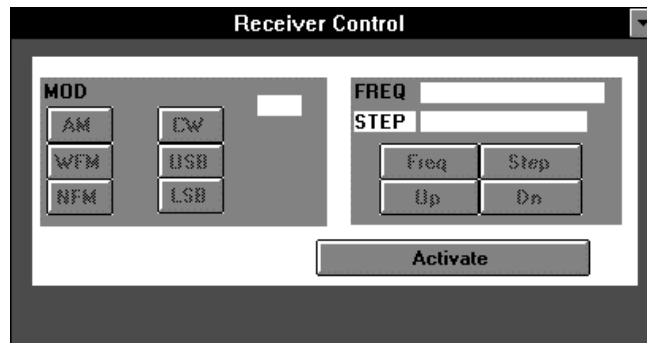 Receiver Control
MOD
AM CW
WFM USB
NFM LSB
FREQ
STEP
Freq Step
Up Dn
Activate